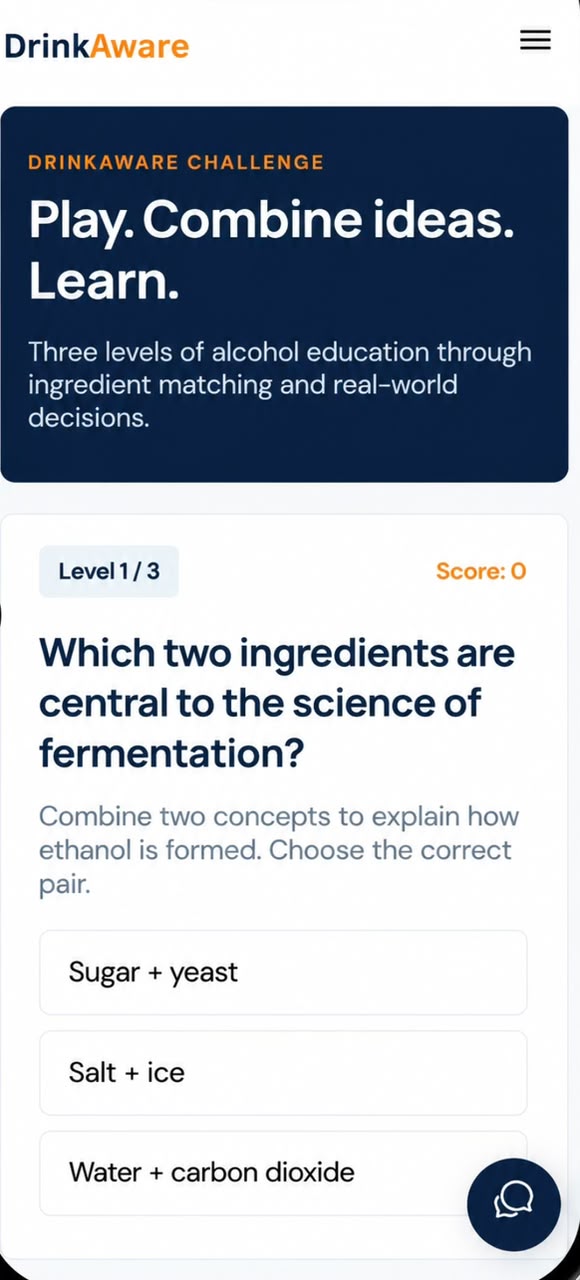 DrinkAware
DRINKAWARE CHALLENGE
Play. Combine ideas.
Learn.
Three levels of alcohol education through
ingredient matching and real-world
decisions.
Level 1 / 3
Score: 0
Which two ingredients are
central to the science of
fermentation?
Combine two concepts to explain how
ethanol is formed. Choose the correct
pair.
Sugar + yeast
Salt + ice
Water + carbon dioxide